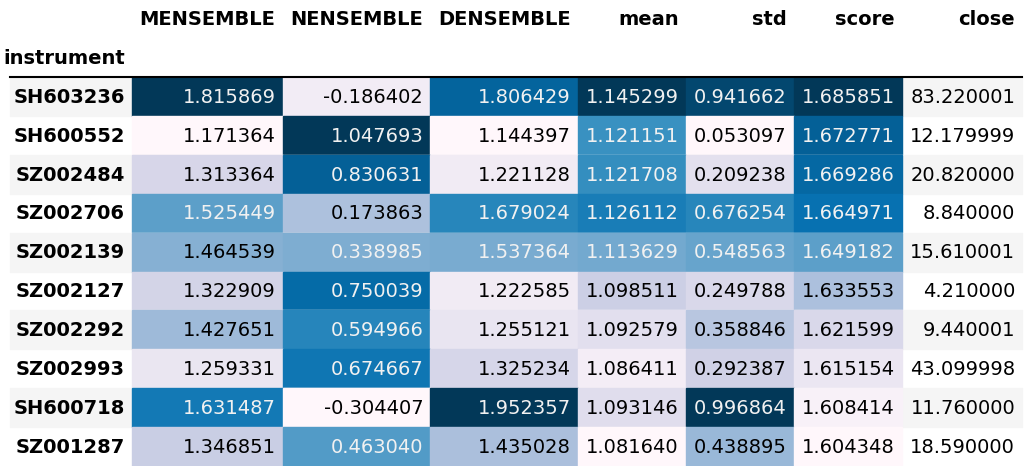 MENSEMBLE NENSEMBLE DENSEMBLE mean std score close
instrument
SH603236 1.815869 -0.186402 1.806429 1.145299 0.941662 1.685851 83.220001
SH600552 1.171364 1.047693 1.144397 1.121151 0.053097 1.672771 12.179999
SZ002484 1.313364 0.830631 1.221128 1.121708 0.209238 1.669286 20.820000
SZ002706 1.525449 0.173863 1.679024 1.126112 0.676254 1.664971 8.840000
SZ002139 1.464539 0.338985 1.537364 1.113629 0.548563 1.649182 15.610001
SZ002127 1.322909 0.750039 1.222585 1.098511 0.249788 1.633553 4.210000
SZ002292 1.427651 0.594966 1.255121 1.092579 0.358846 1.621599 9.440001
SZ002993 1.259331 0.674667 1.325234 1.086411 0.292387 1.615154 43.099998
SH600718 1.631487 -0.304407 1.952357 1.093146 0.996864 1.608414 11.760000
SZ001287 1.346851 0.463040 1.435028 1.081640 0.438895 1.604348 18.590000